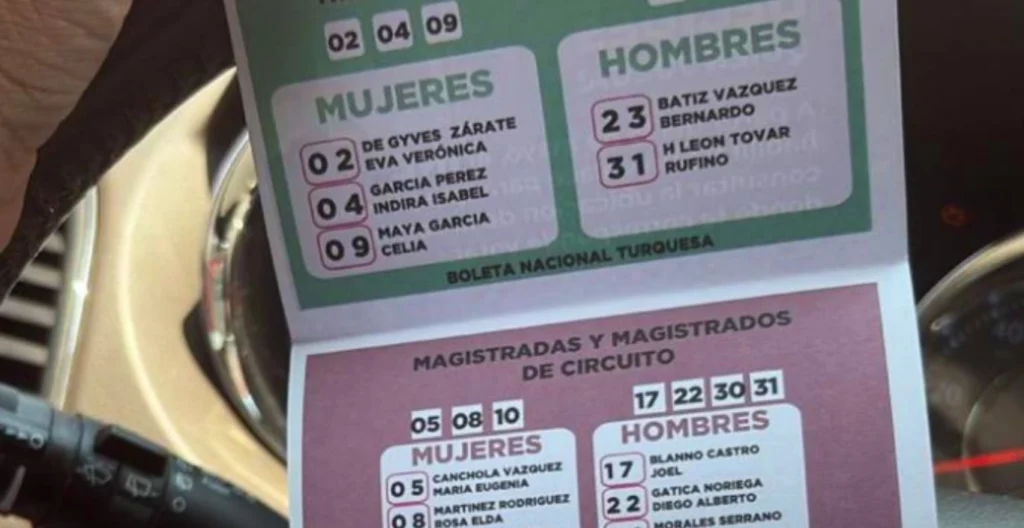 02 04 09
MUJERES
02 DE GYVES ZÁRATE
EVA VERÓNICA
04 GARCIA PEREZ
INDIRA ISABEL
09 MAYA GARCIA
CELIA
HOMBRES
23 BATIZ VAZQUEZ
BERNARDO
31 H LEON TOVAR
RUFINO
BOLETA NACIONAL TURQUESA
MAGISTRADAS Y MAGISTRADOS
DE CIRCUITO
05 08 10
MUJERES
05 CANCHOLA VAZQUEZ
MARIA EUGENIA
08 MARTINEZ RODRIGUEZ
ROSA ELDA
17 22 30 31
HOMBRES
17 BLANNO CASTRO
JOEL
22 GATICA NORIEGA
DIEGO ALBERTO
MORALES SERRANO